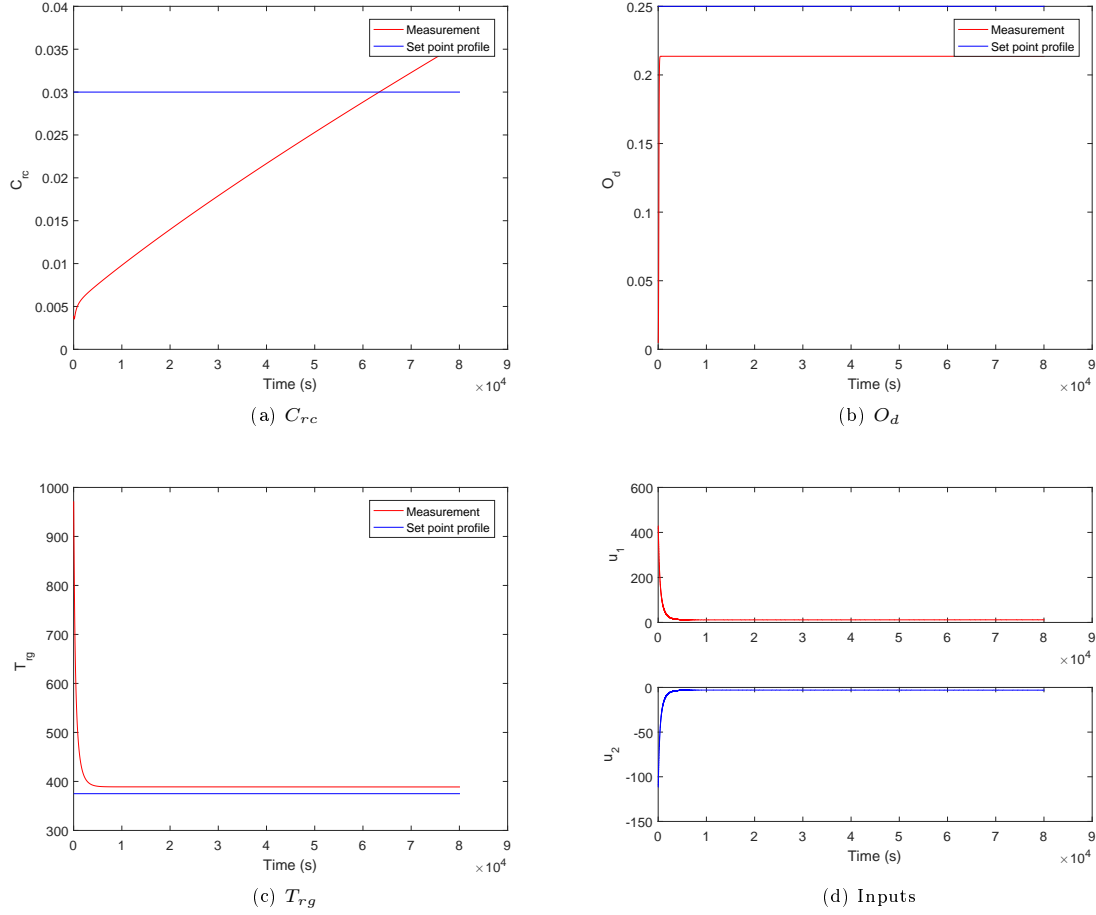 0.04
0.035
0.03
0.025
0.02
0.015
0.01
0.005
0
C_rc
Measurement
Set point profile
0 1 2 3 4 5 6 7 8 9
Time (s)
×10^4
(a) C_rc
0.25
0.2
0.15
0.1
0.05
0
O_d
Measurement
Set point profile
0 1 2 3 4 5 6 7 8 9
Time (s)
×10^4
(b) O_d
1000
900
800
700
600
500
400
300
T_rg
Measurement
Set point profile
0 1 2 3 4 5 6 7 8 9
Time (s)
×10^4
(c) T_rg
600
400
200
0
u_1
0 1 2 3 4 5 6 7 8 9
×10^4
0
-50
-100
-150
u_2
0 1 2 3 4 5 6 7 8 9
Time (s)
×10^4
(d) Inputs